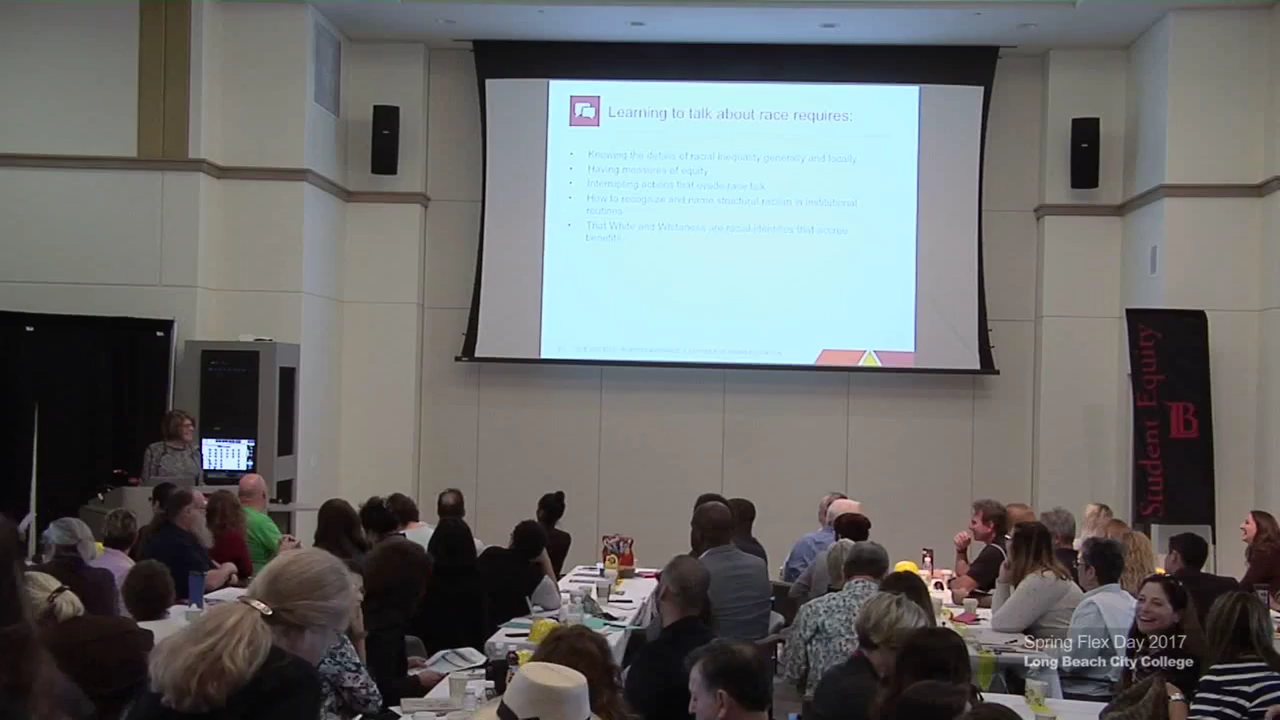 Learning to talk about race requires:
• Knowing the details of racial inequity generally and locally
• Having measures of equity
• Interrupting actions that evade race talk
• How to recognize and name structural racism in institutional
routines
• That White and Whiteness are racial identities that accrue
benefits
Student Equity
LB
Spring Flex Day 2017
Long Beach City College